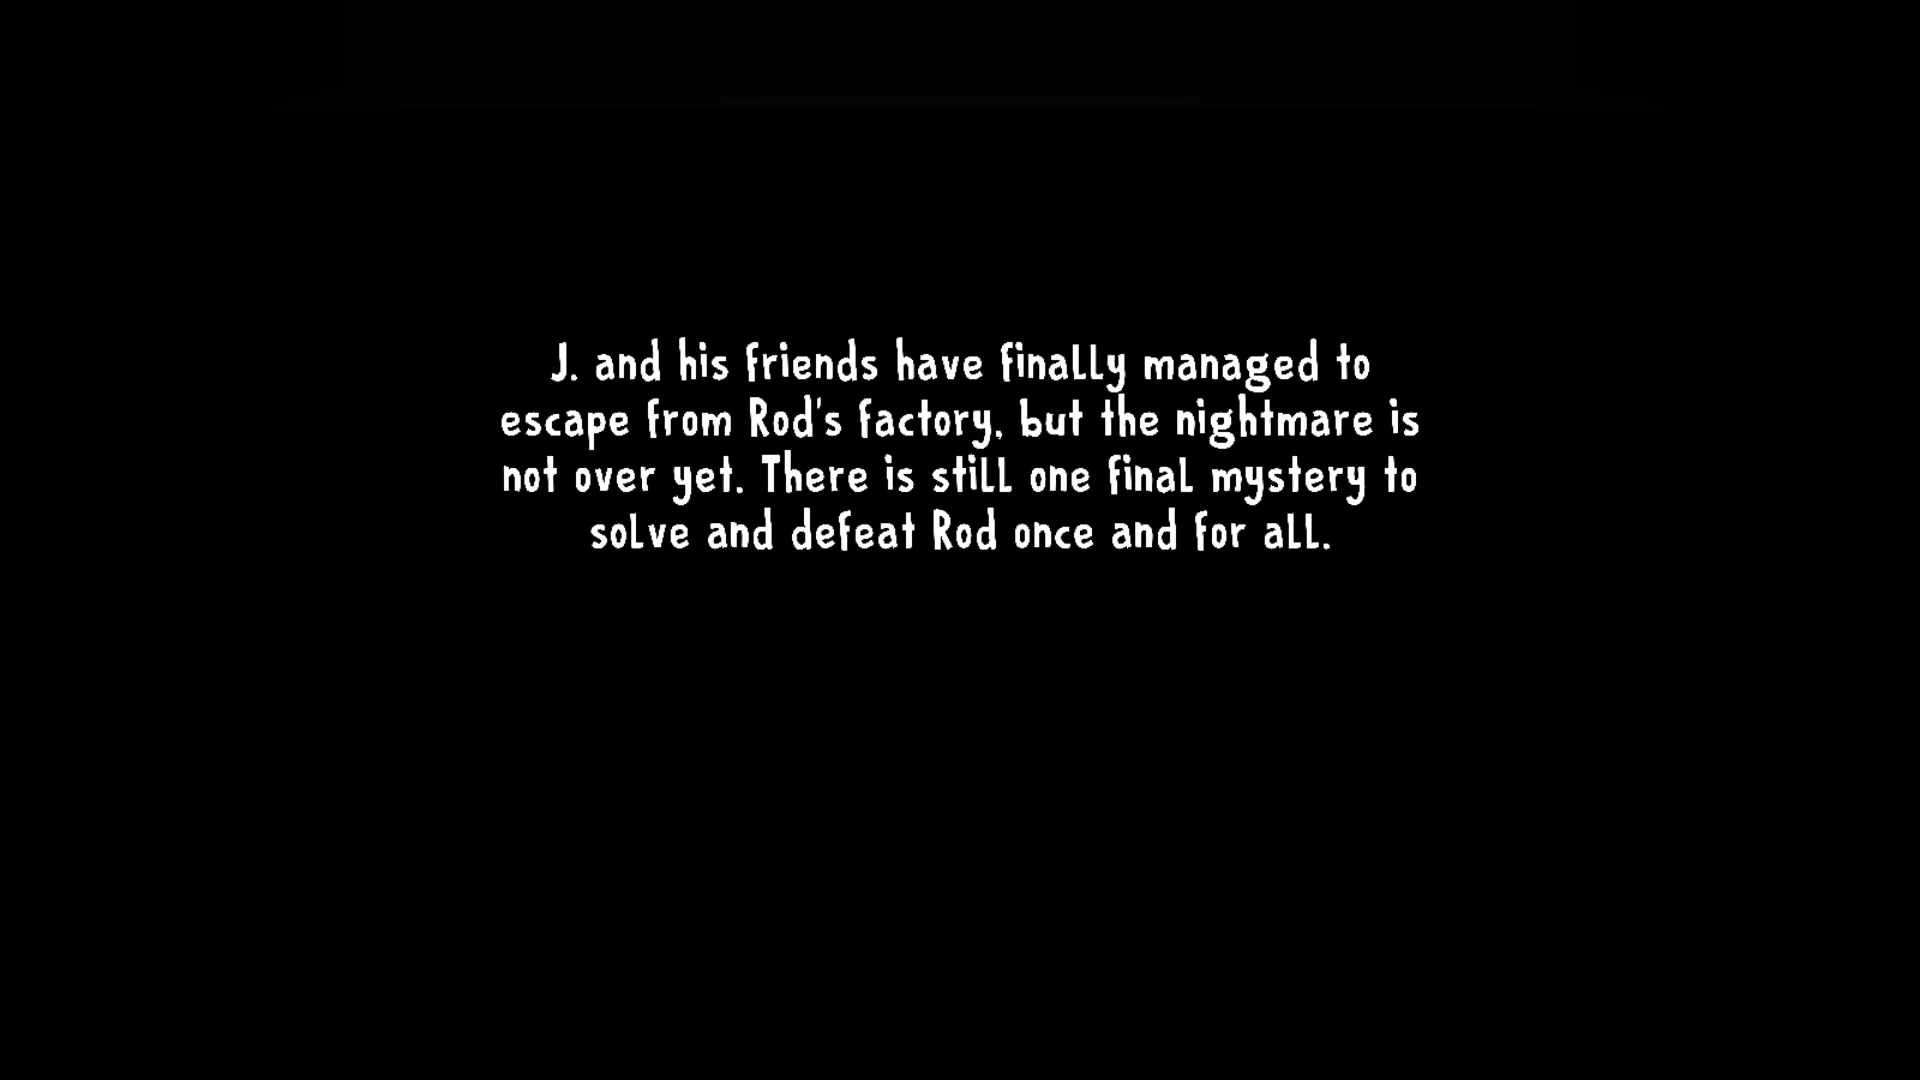 J. and his friends have finally managed to
escape from Rod's factory, but the nightmare is
not over yet. There is still one final mystery to
solve and defeat Rod once and for all.